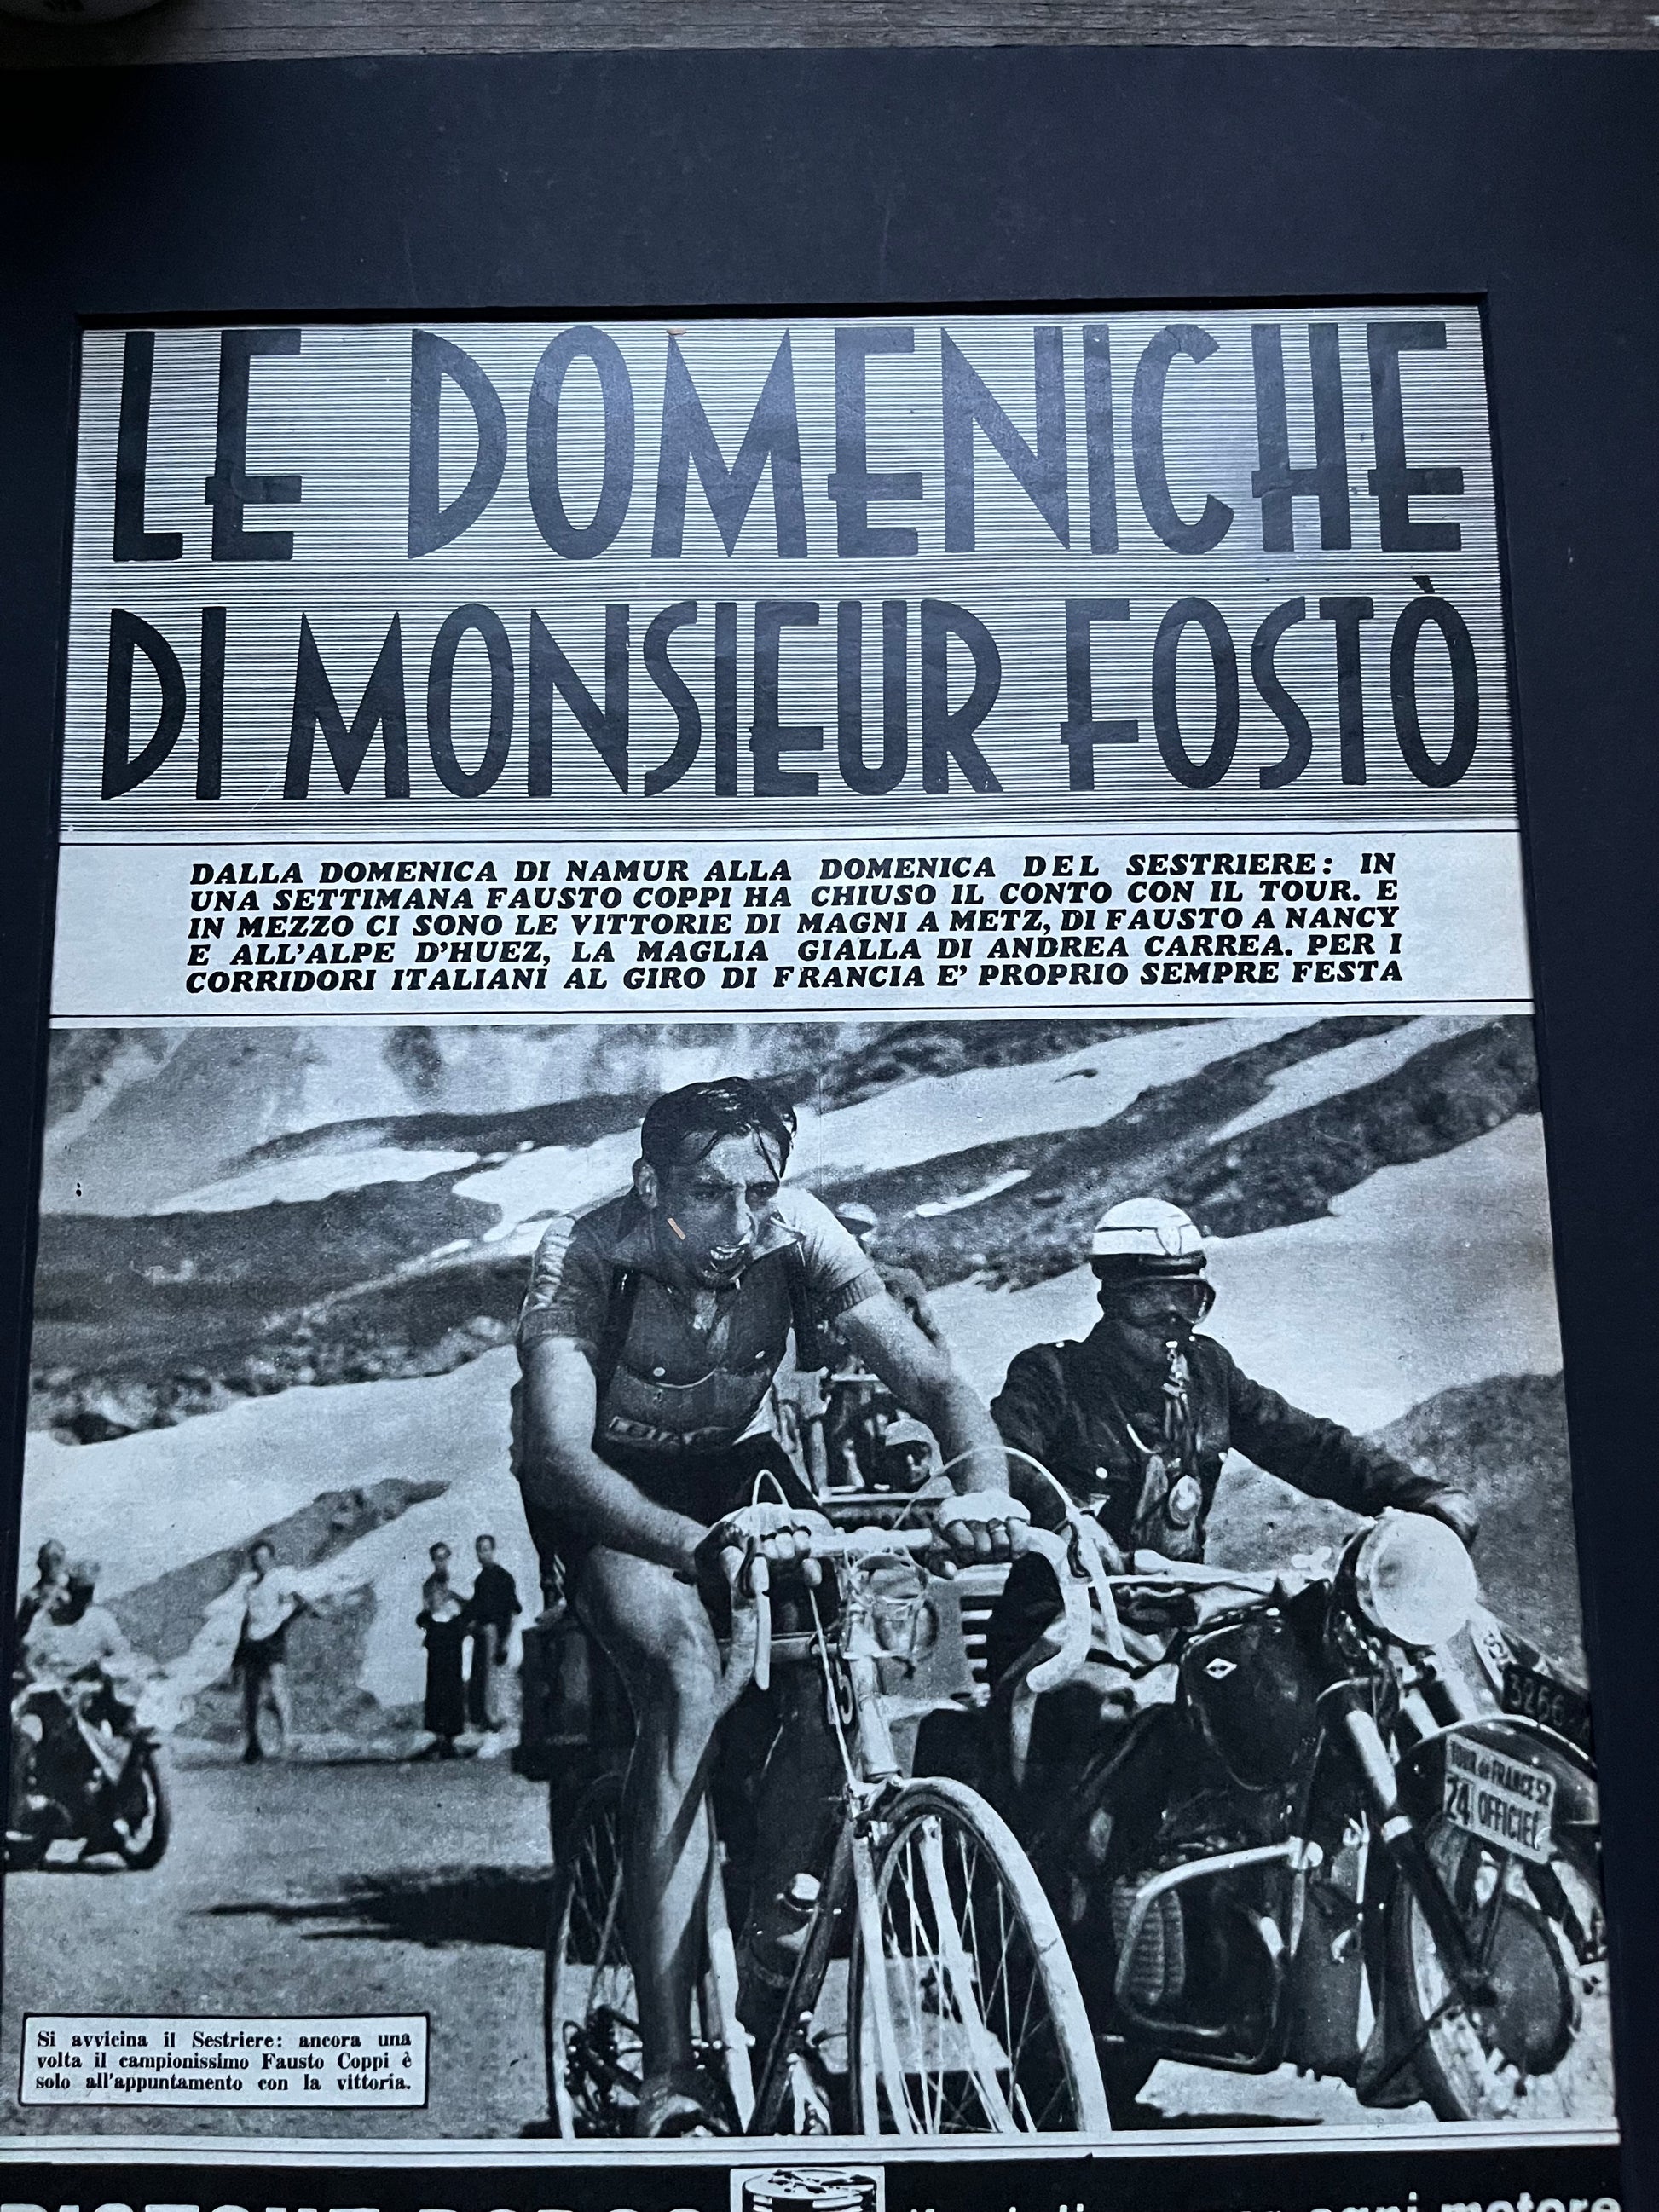 LE DOMENICHE
DI MONSIEUR FOSTÒ
DALLA DOMENICA DI NAMUR ALLA DOMENICA DEL SESTRIERE: IN
UNA SETTIMANA FAUSTO COPPI HA CHIUSO IL CONTO CON IL TOUR. E
IN MEZZO CI SONO LE VITTORIE DI MAGNI A METZ, DI FAUSTO A NANCY
E ALL'ALPE D'HUEZ, LA MAGLIA GIALLA DI ANDREA CARREA. PER I
CORRIDORI ITALIANI AL GIRO DI FRANCIA E' PROPRIO SEMPRE FESTA
3266
TOUR de FRANCE 52
24 OFFICIEL
Si avvicina il Sestriere: ancora una
volta il campionissimo Fausto Coppi è
solo all'appuntamento con la vittoria.